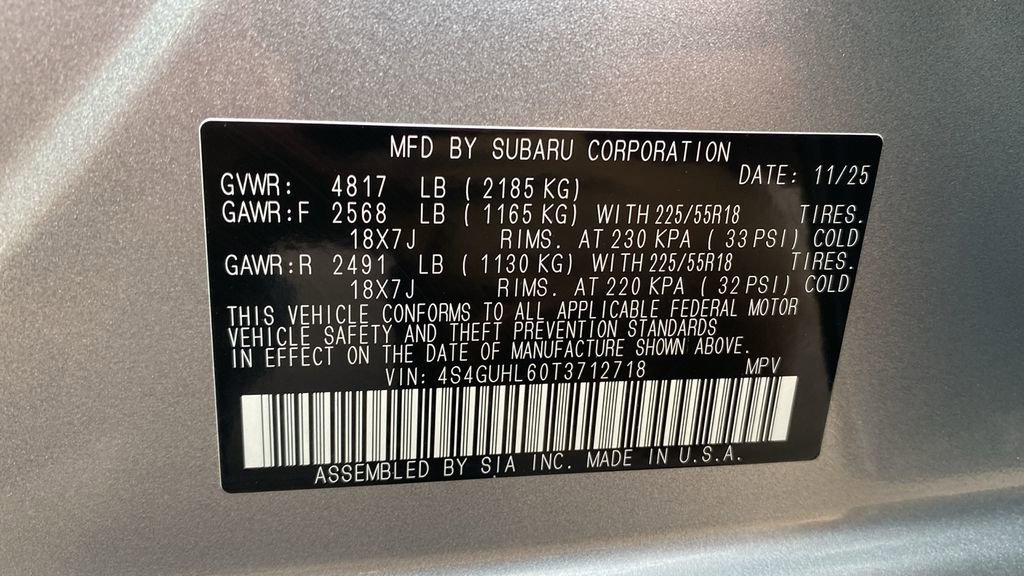 MFD BY SUBARU CORPORATION
DATE: 11/25
GVWR: 4817 LB ( 2185 KG)
GAWR:F 2568 LB ( 1165 KG) WITH 225/55R18 TIRES.
18X7J RIMS. AT 230 KPA ( 33 PSI) COLD
GAWR:R 2491 LB ( 1130 KG) WITH 225/55R18 TIRES.
18X7J RIMS. AT 220 KPA ( 32 PSI) COLD
THIS VEHICLE CONFORMS TO ALL APPLICABLE FEDERAL MOTOR
VEHICLE SAFETY AND THEFT PREVENTION STANDARDS
IN EFFECT ON THE DATE OF MANUFACTURE SHOWN ABOVE.
VIN: 4S4GUHL60T3712718 MPV
ASSEMBLED BY SIA INC. MADE IN U.S.A.